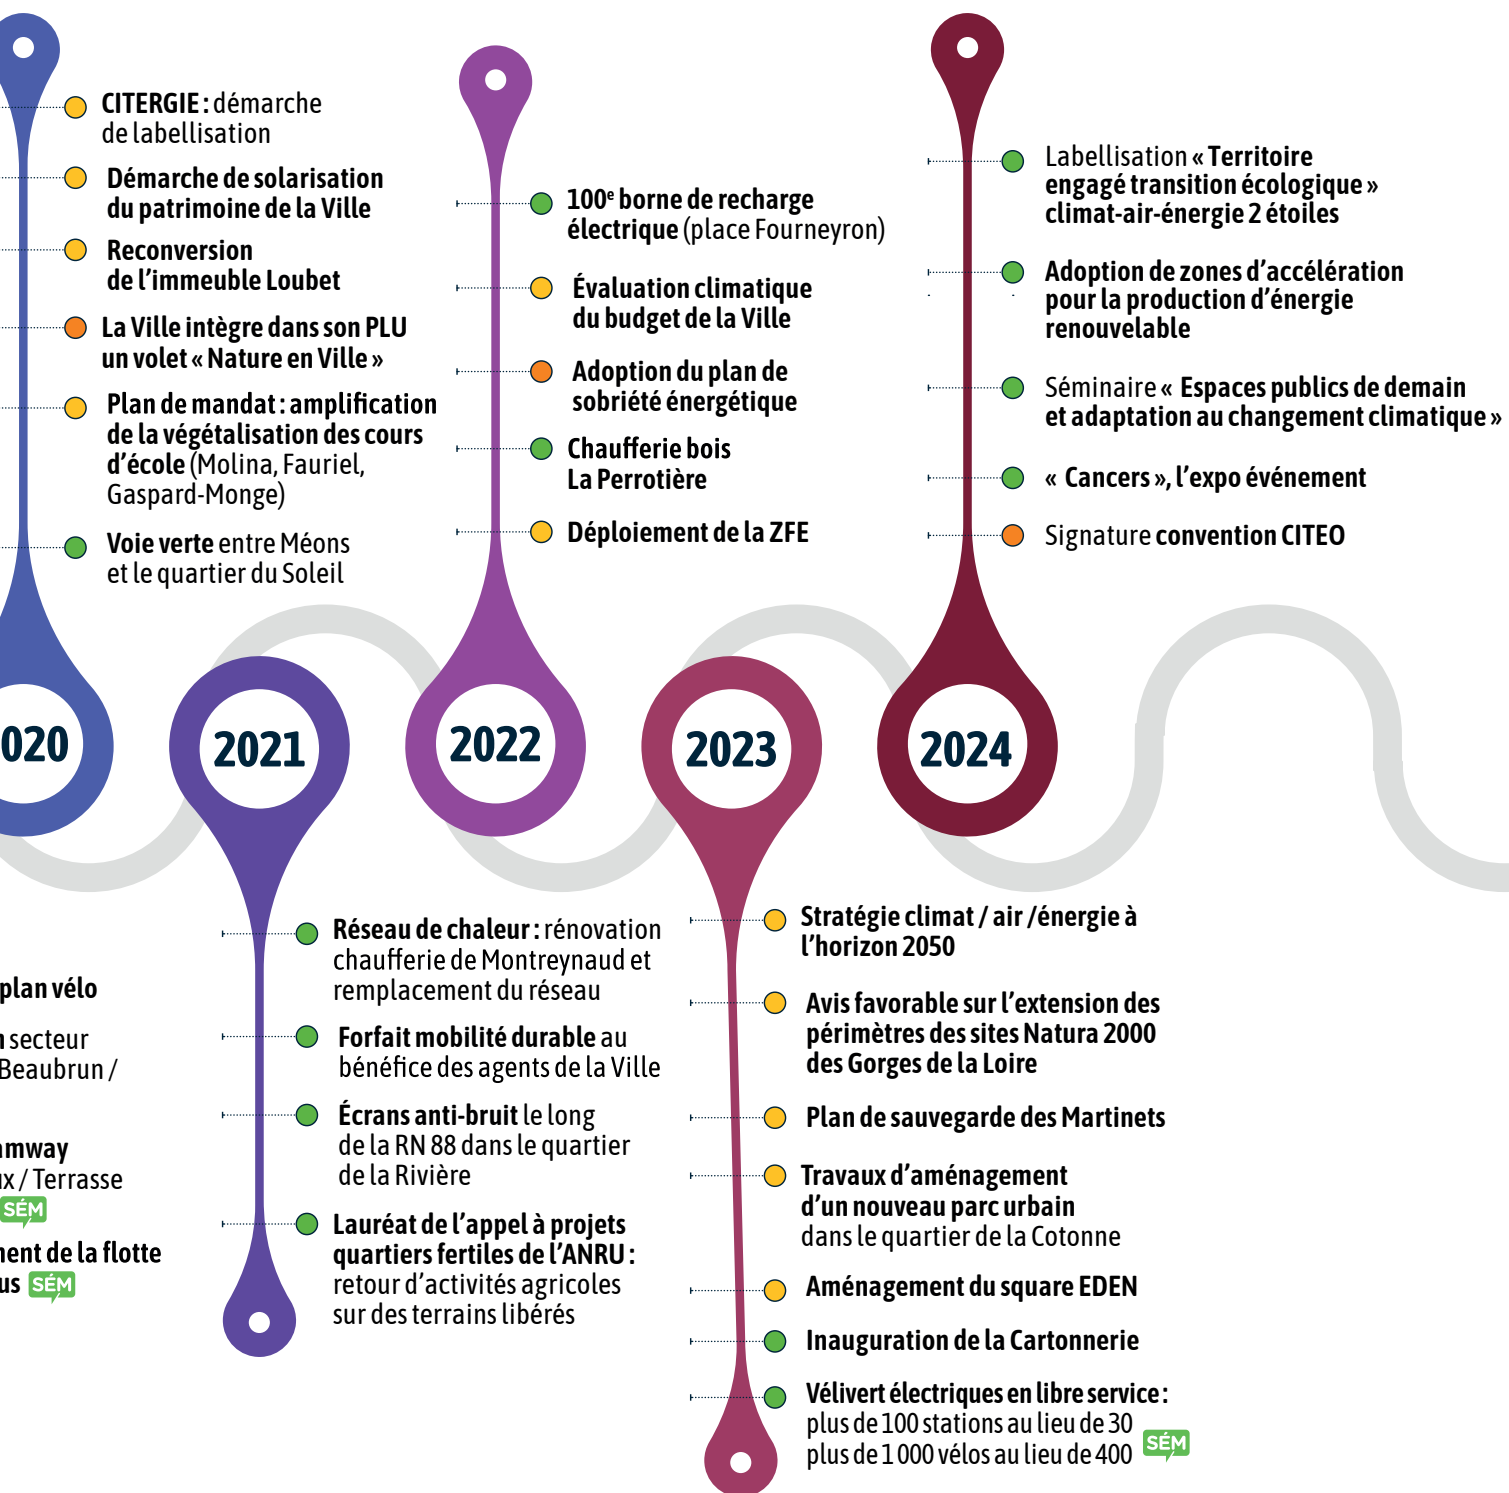 CITERGIE : démarche
de labellisation
Démarche de solarisation
du patrimoine de la Ville
Reconversion
de l’immeuble Loubet
La Ville intègre dans son PLU
un volet « Nature en Ville »
Plan de mandat : amplification
de la végétalisation des cours
d’école (Molina, Fauriel,
Gaspard-Monge)
Voie verte entre Méons
et le quartier du Soleil
100e borne de recharge
électrique (place Fourneyron)
Évaluation climatique
du budget de la Ville
Adoption du plan de
sobriété énergétique
Chaufferie bois
La Perrotière
Déploiement de la ZFE
Labellisation « Territoire
engagé transition écologique »
climat-air-énergie 2 étoiles
Adoption de zones d’accélération
pour la production d’énergie
renouvelable
Séminaire « Espaces publics de demain
et adaptation au changement climatique »
« Cancers », l’expo événement
Signature convention CITEO
020
2021
2022
2023
2024
plan vélo
secteur
Beaubrun /
amway
ux / Terrasse
SÉM
ment de la flotte
us SÉM
Réseau de chaleur : rénovation
chaufferie de Montreynaud et
remplacement du réseau
Forfait mobilité durable au
bénéfice des agents de la Ville
Écrans anti-bruit le long
de la RN 88 dans le quartier
de la Rivière
Lauréat de l’appel à projets
quartiers fertiles de l’ANRU :
retour d’activités agricoles
sur des terrains libérés
Stratégie climat / air /énergie à
l’horizon 2050
Avis favorable sur l’extension des
périmètres des sites Natura 2000
des Gorges de la Loire
Plan de sauvegarde des Martinets
Travaux d’aménagement
d’un nouveau parc urbain
dans le quartier de la Cotonne
Aménagement du square EDEN
Inauguration de la Cartonnerie
Vélivert électriques en libre service :
plus de 100 stations au lieu de 30
plus de 1 000 vélos au lieu de 400 SÉM